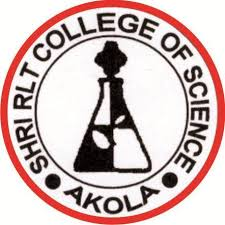 SHRI RLT COLLEGE OF SCIENCE
AKOLA